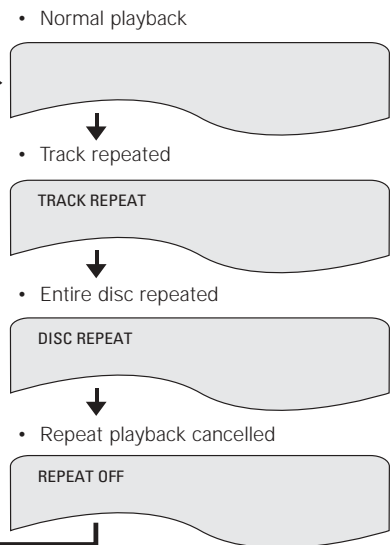 • Normal playback
• Track repeated
TRACK REPEAT
• Entire disc repeated
DISC REPEAT
• Repeat playback cancelled
REPEAT OFF